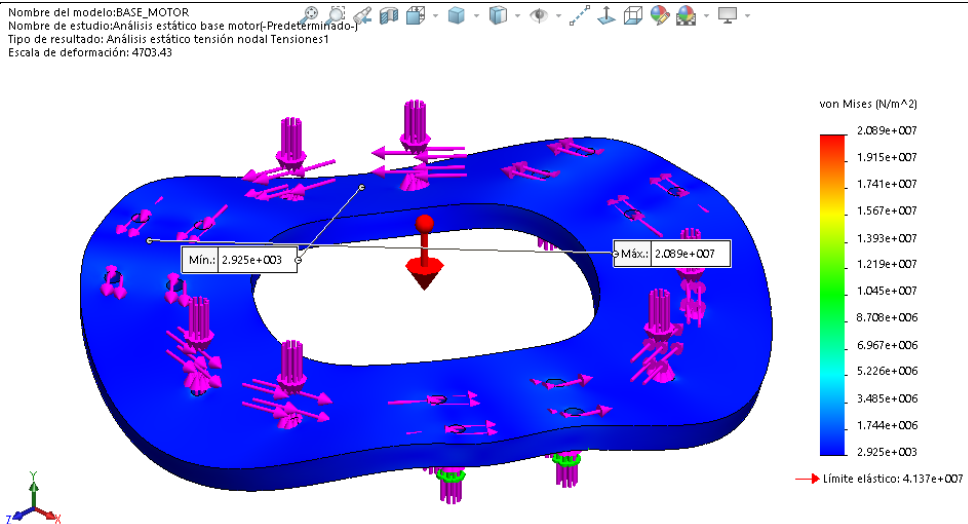 Nombre del modelo:BASE_MOTOR
Nombre de estudio:Análisis estático base motor(-Predeterminado-)
Tipo de resultado: Análisis estático tensión nodal Tensiones1
Escala de deformación: 4703.43
von Mises (N/m^2)
2.089e+007
1.915e+007
1.741e+007
1.567e+007
1.393e+007
1.219e+007
1.045e+007
8.708e+006
6.967e+006
5.226e+006
3.485e+006
1.744e+006
2.925e+003
Límite elástico: 4.137e+007
Mín.: 2.925e+003
Máx.: 2.089e+007
Y
Z
X